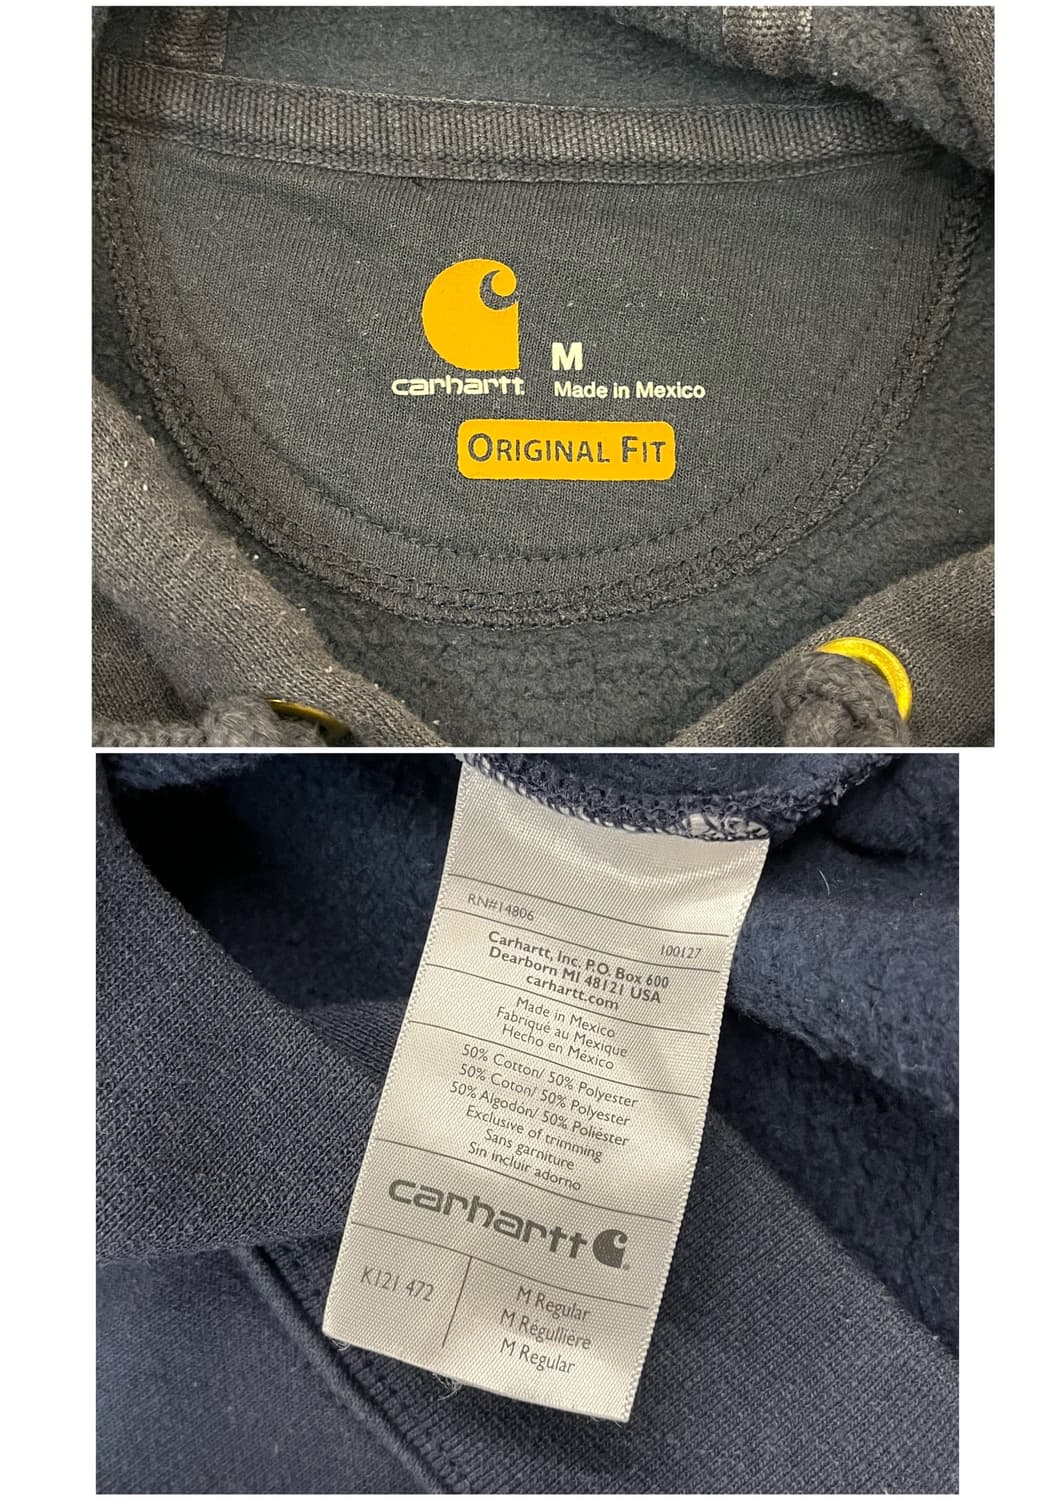 carhartt.
M
Made in Mexico
ORIGINAL FIT
RN#14806
100127
Carhartt, Inc. P.O. Box 600
Dearborn MI 48121 USA
carhartt.com
Made in Mexico
Fabriqué au Mexique
Hecho en México
50% Cotton/ 50% Polyester
50% Coton/ 50% Polyester
50% Algodón/ 50% Poliéster
Exclusive of trimming
Sans garniture
Sin incluir adorno
carhartt
K121 472
M Regular
M Régullière
M Regular